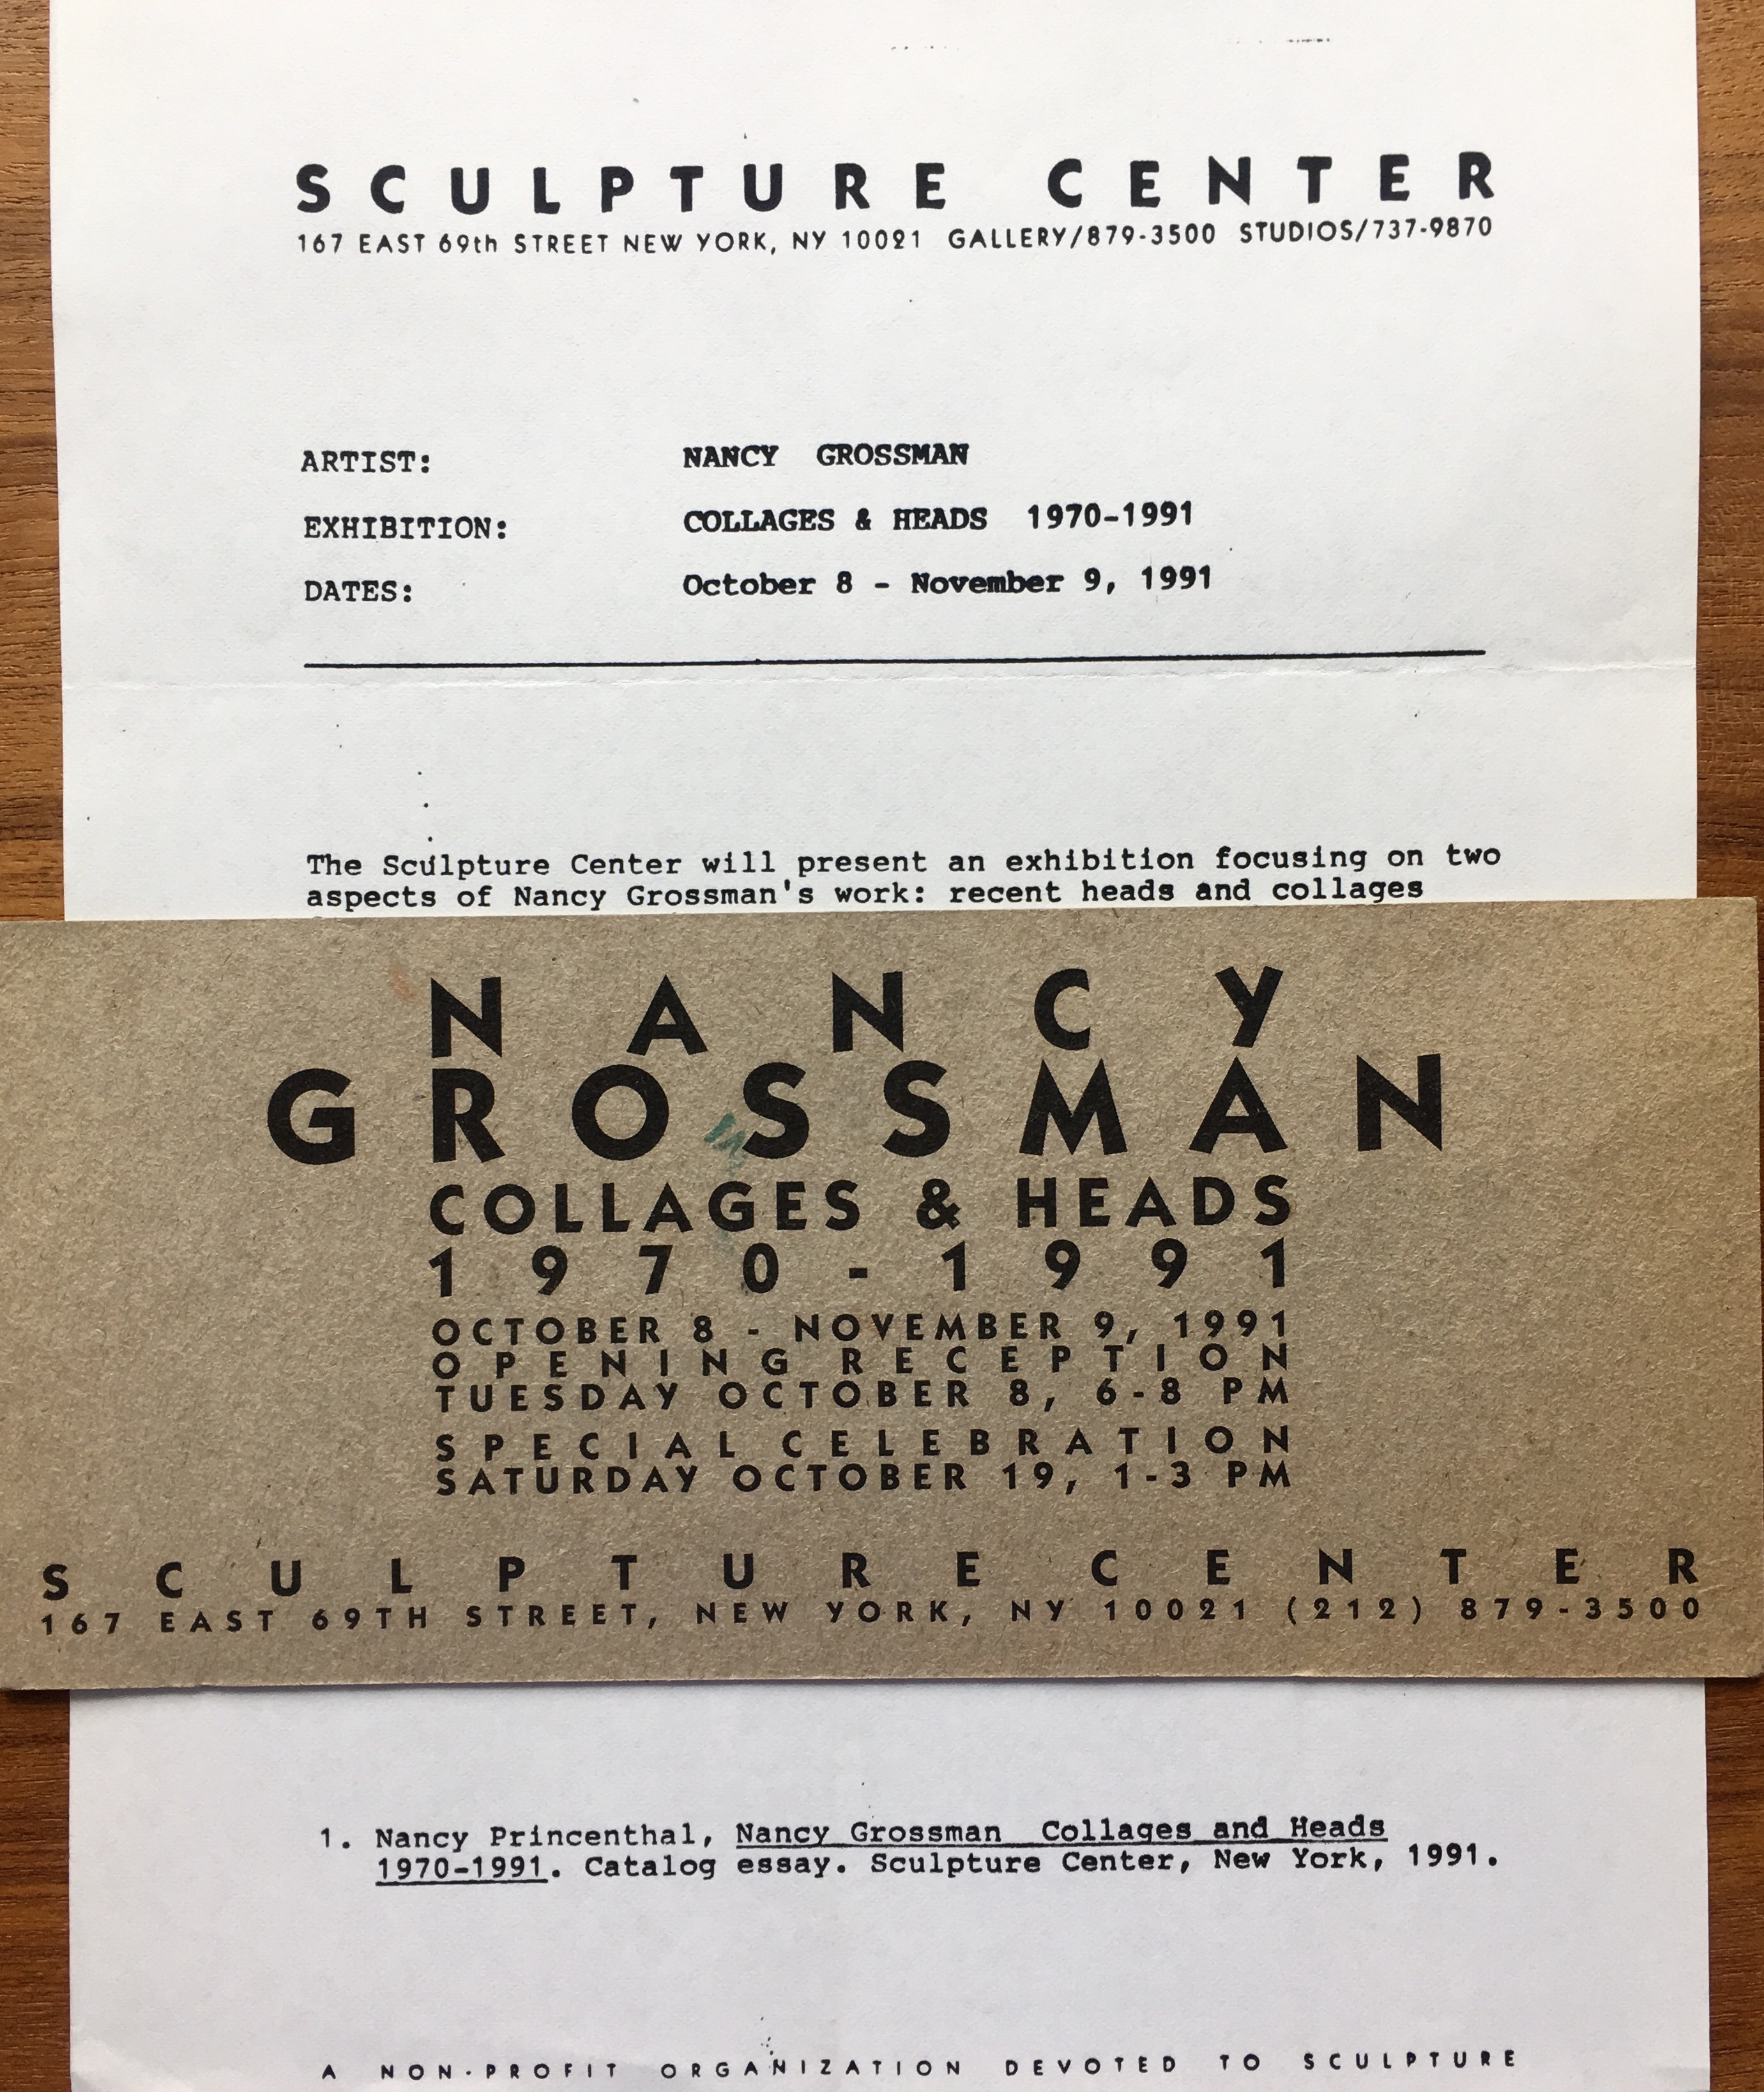 SCULPTURE CENTER
167 EAST 69th STREET NEW YORK, NY 10021 GALLERY/879-3500 STUDIOS/737-9870
ARTIST: NANCY GROSSMAN
EXHIBITION: COLLAGES & HEADS 1970-1991
DATES: October 8 - November 9, 1991
The Sculpture Center will present an exhibition focusing on two
aspects of Nancy Grossman's work: recent heads and collages
NANCY
GROSSMAN
COLLAGES & HEADS
1970-1991
OCTOBER 8 - NOVEMBER 9, 1991
OPENING RECEPTION
TUESDAY OCTOBER 8, 6-8 PM
SPECIAL CELEBRATION
SATURDAY OCTOBER 19, 1-3 PM
SCULPTURE CENTER
167 EAST 69TH STREET, NEW YORK, NY 10021 (212) 879-3500
1. Nancy Princenthal, Nancy Grossman Collages and Heads
1970-1991. Catalog essay. Sculpture Center, New York, 1991.
A NON-PROFIT ORGANIZATION DEVOTED TO SCULPTURE